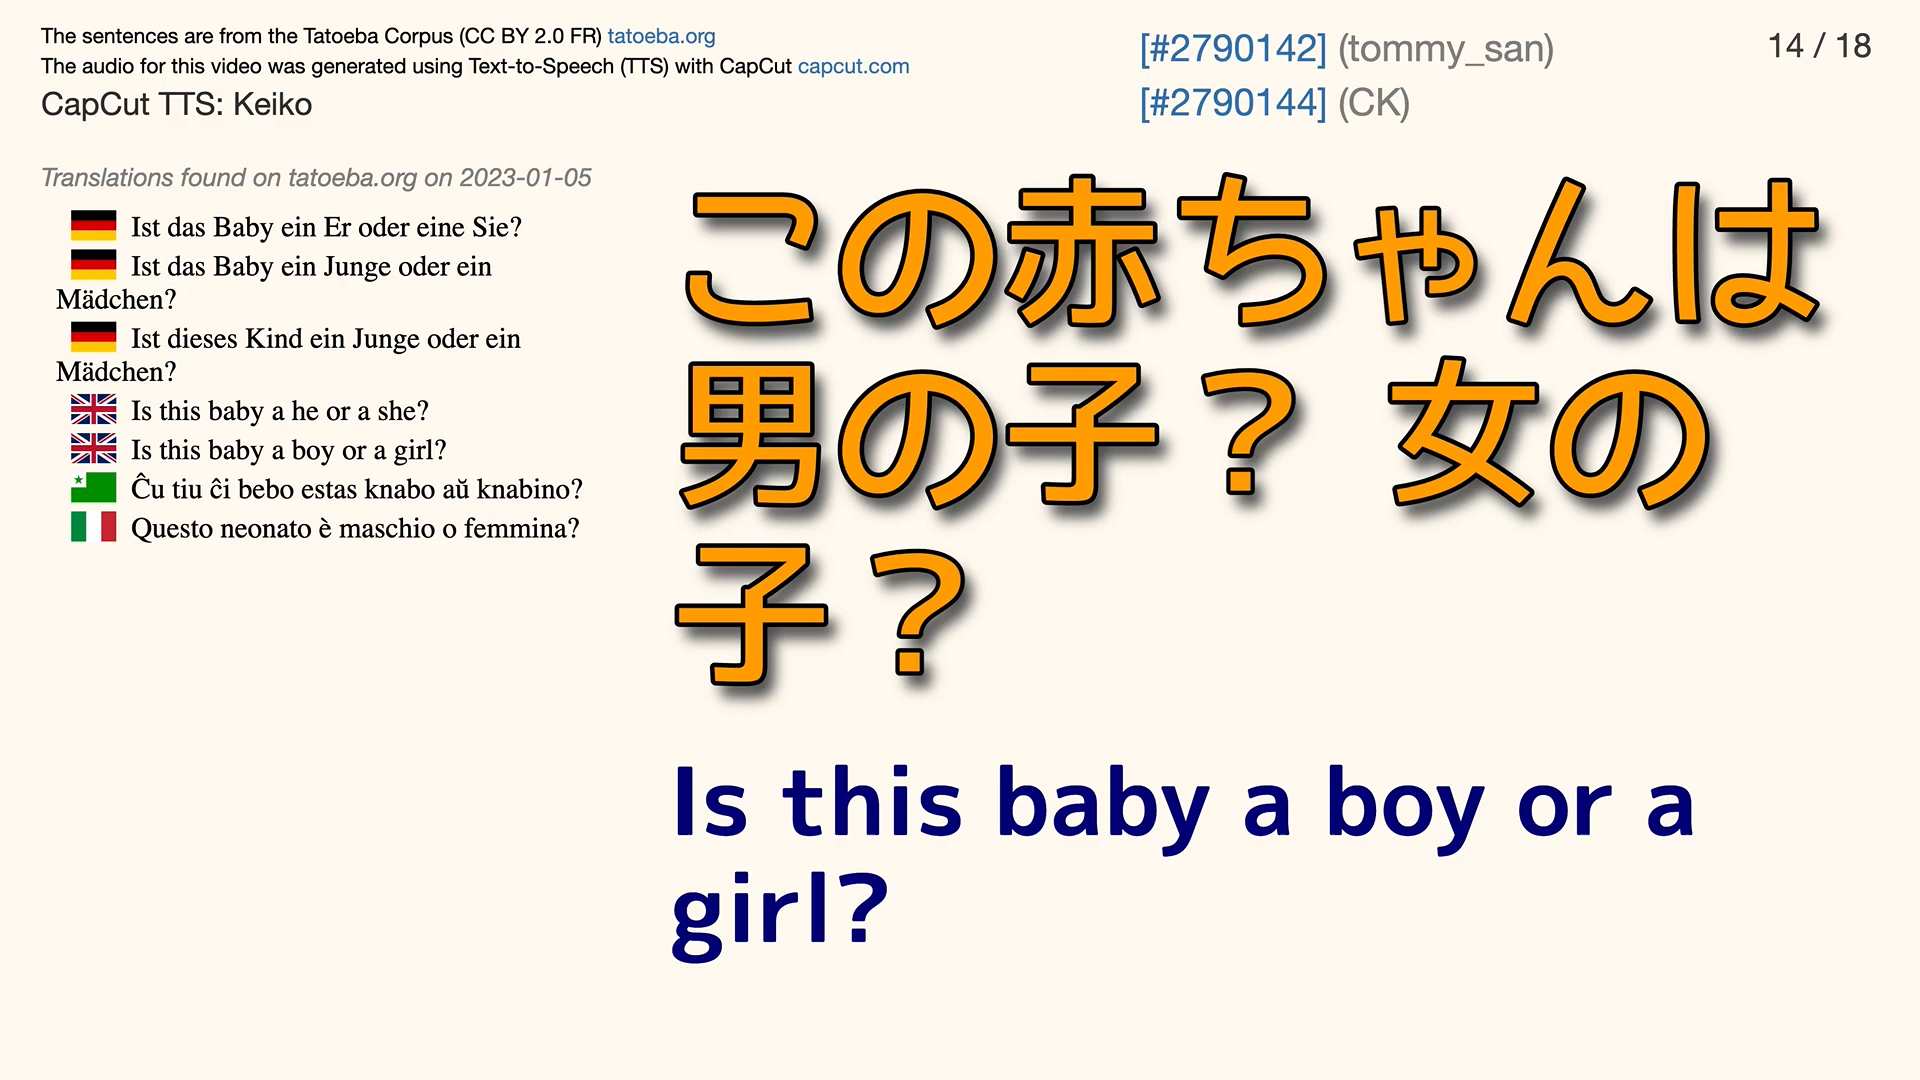 The sentences are from the Tatoeba Corpus (CC BY 2.0 FR) tatoeba.org
The audio for this video was generated using Text-to-Speech (TTS) with CapCut capcut.com
CapCut TTS: Keiko
[#2790142] (tommy_san)
[#2790144] (CK)
14 / 18
Translations found on tatoeba.org on 2023-01-05
Ist das Baby ein Er oder eine Sie?
Ist das Baby ein Junge oder ein
Mädchen?
Ist dieses Kind ein Junge oder ein
Mädchen?
Is this baby a he or a she?
Is this baby a boy or a girl?
Ĉu tiu ĉi bebo estas knabo aŭ knabino?
Questo neonato è maschio o femmina?
この赤ちゃんは
男の子？ 女の
子？
Is this baby a boy or a
girl?